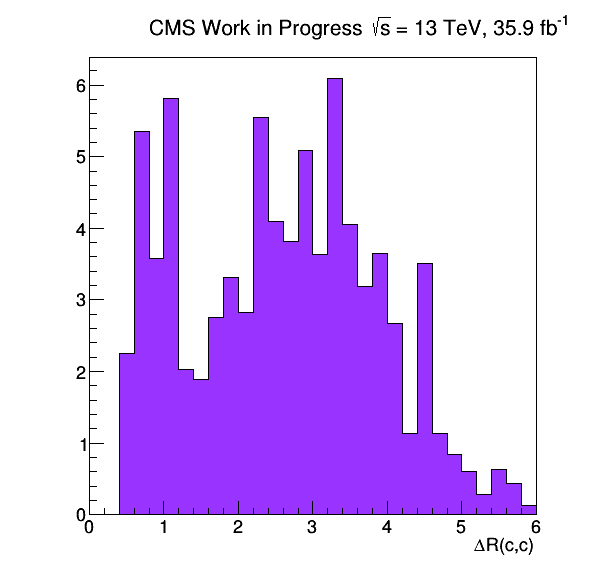 CMS Work in Progress √s = 13 TeV, 35.9 fb⁻¹
6
5
4
3
2
1
0
0 1 2 3 4 5 6
ΔR(c,c)